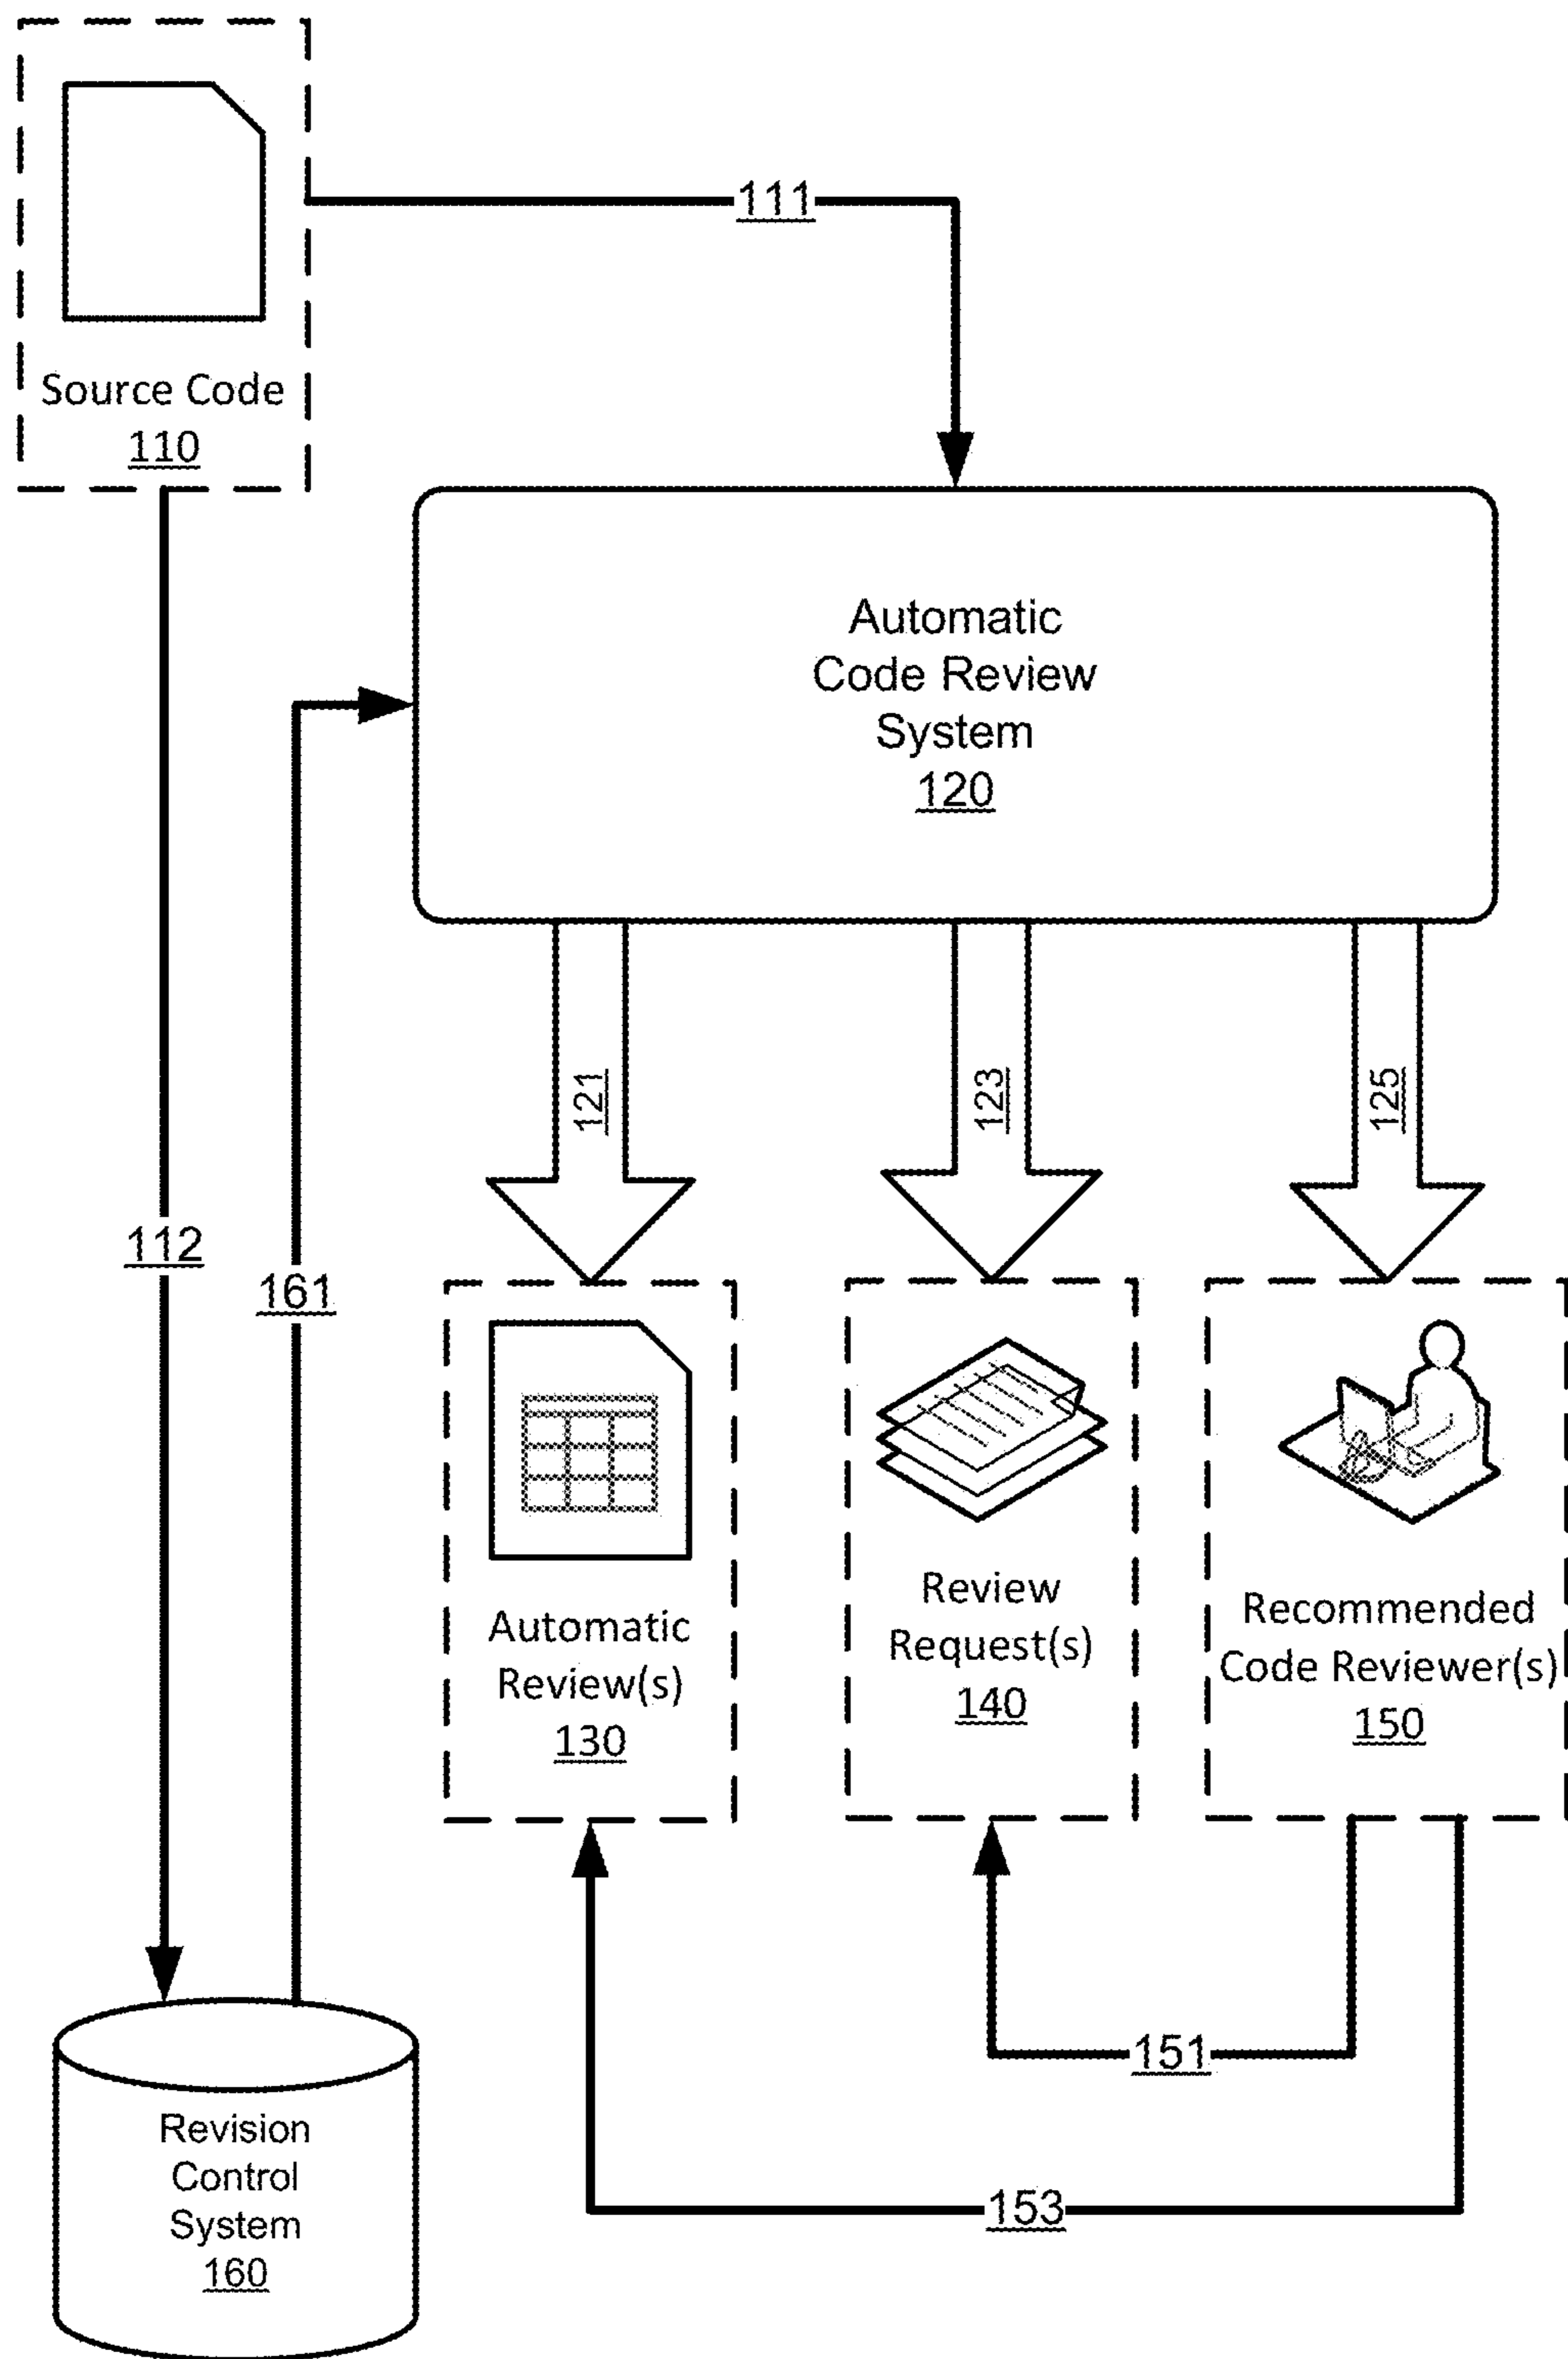 111
Source Code
110
Automatic
Code Review
System
120
121
123
125
112
161
Automatic
Review(s)
130
Review
Request(s)
140
Recommended
Code Reviewer(s)
150
151
153
Revision
Control
System
160